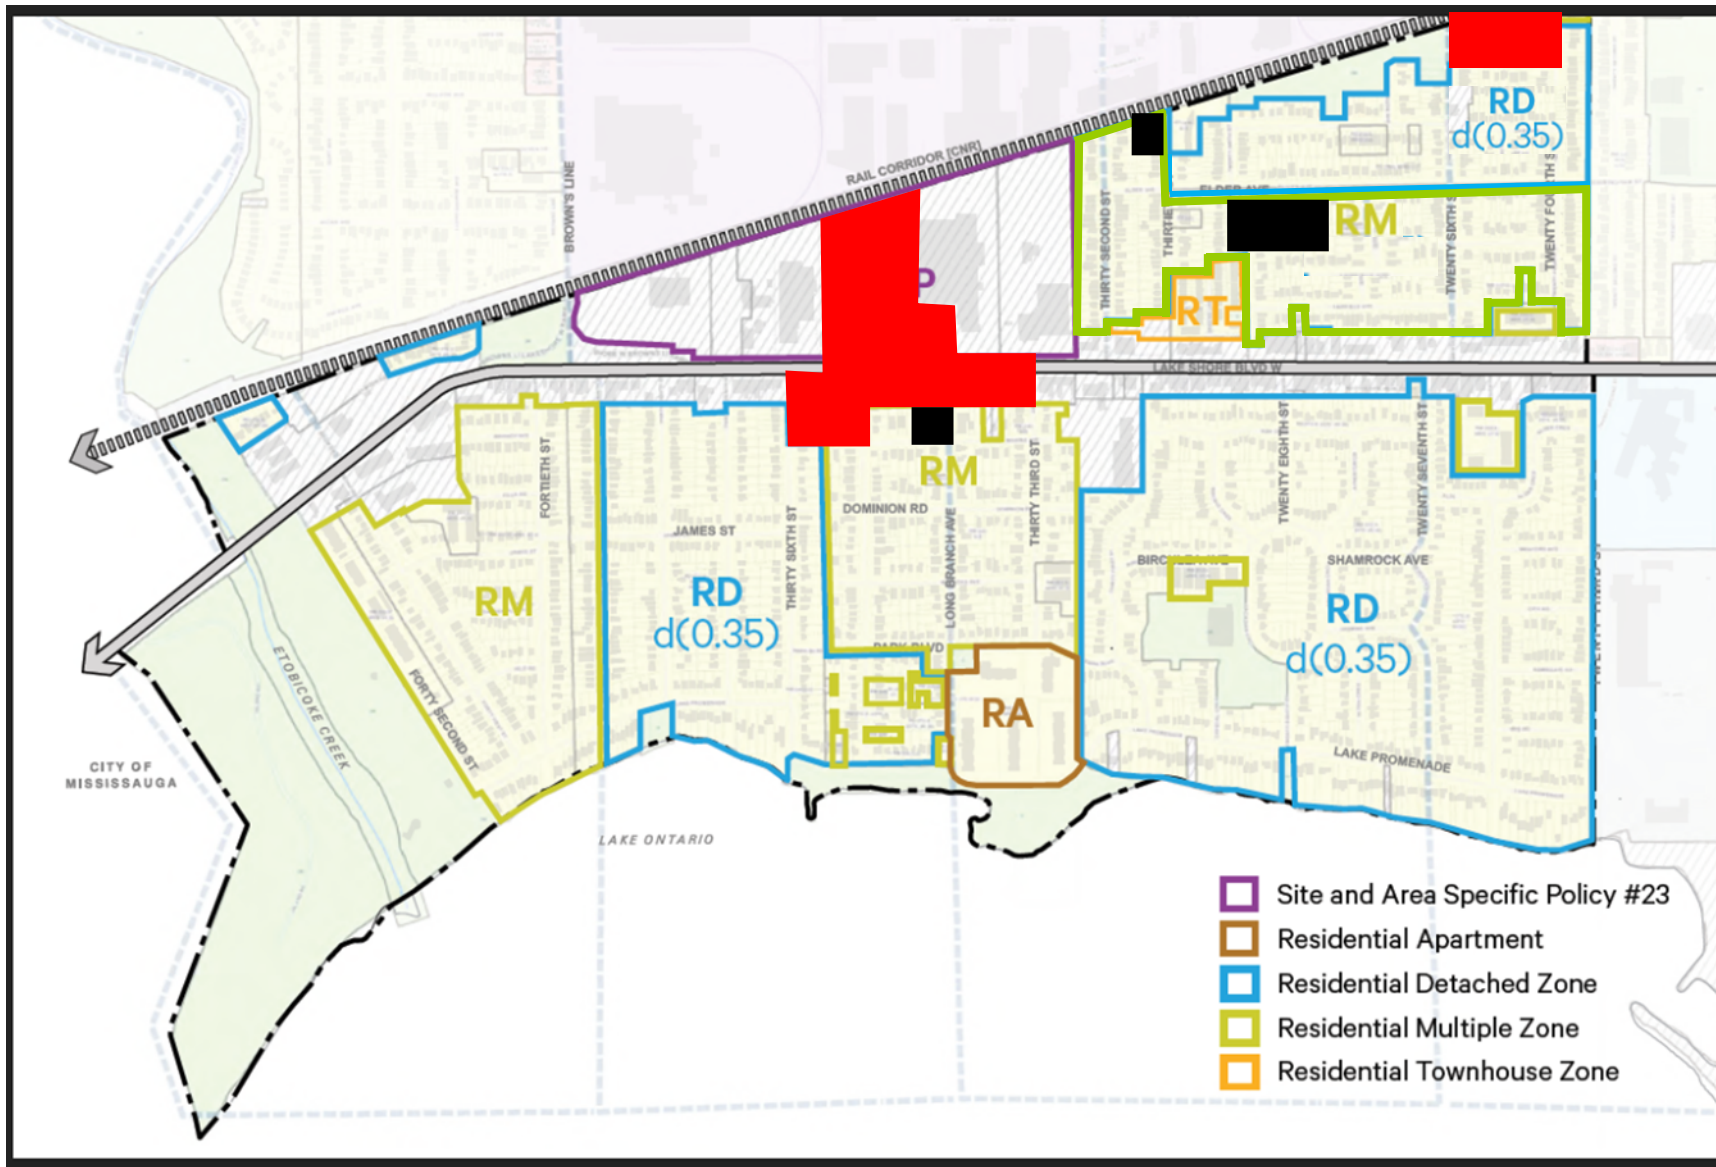 RD
d(0.35)
RAIL CORRIDOR [CNR]
BROWN'S LINE
ELDER AVE
THIRTY SECOND ST
RM
TWENTY SIXTH S
P
RT
LAKE SHORE BLVD W
FORTIETH ST
RM
THIRTY THIRD ST
TWENTY EIGHTH ST
TWENTY SEVENTH ST
DOMINION RD
JAMES ST
THIRTY SIXTH ST
LONG BRANCH AVE
SHAMROCK AVE
RM
RD
d(0.35)
RD
d(0.35)
PARK BLVD
ETOBICOKE CREEK
FORTY SECOND ST
RA
CITY OF
MISSISSAUGA
LAKE PROMENADE
LAKE ONTARIO
Site and Area Specific Policy #23
Residential Apartment
Residential Detached Zone
Residential Multiple Zone
Residential Townhouse Zone